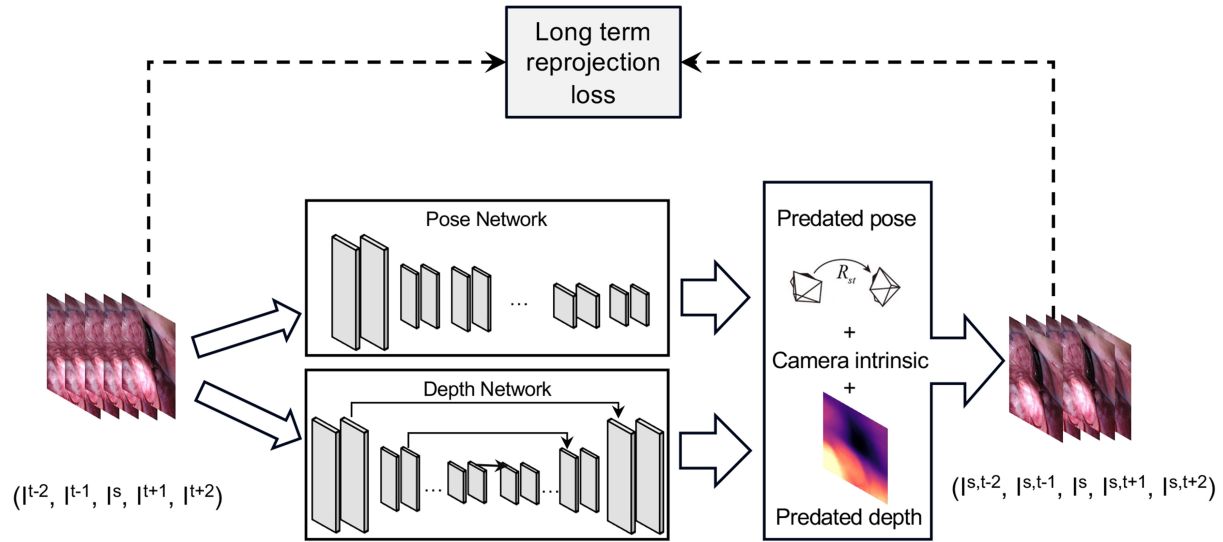 Long term
reprojection
loss
Pose Network
...
Predated pose
R_st
+
Camera intrinsic
+
Depth Network
... ...
Predated depth
(I^t-2, I^t-1, I^s, I^t+1, I^t+2)
(I^s,t-2, I^s,t-1, I^s, I^s,t+1, I^s,t+2)